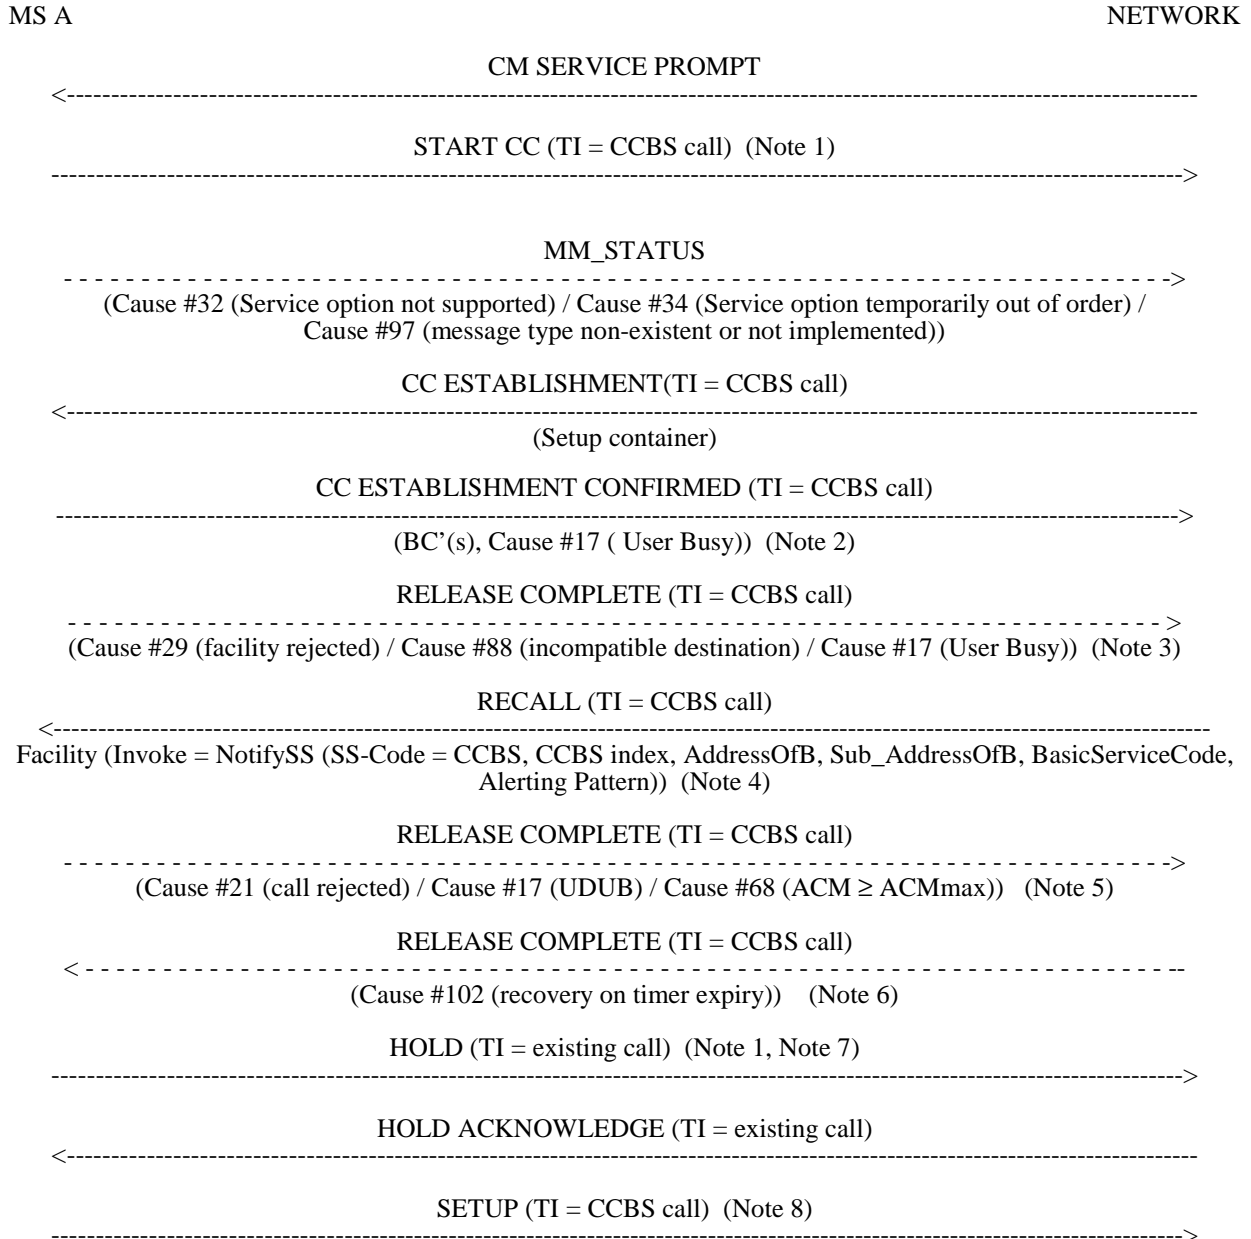 MS A NETWORK
CM SERVICE PROMPT
START CC (TI = CCBS call) (Note 1)
MM_STATUS
(Cause #32 (Service option not supported) / Cause #34 (Service option temporarily out of order) /
Cause #97 (message type non-existent or not implemented))
CC ESTABLISHMENT(TI = CCBS call)
(Setup container)
CC ESTABLISHMENT CONFIRMED (TI = CCBS call)
(BC’(s), Cause #17 ( User Busy)) (Note 2)
RELEASE COMPLETE (TI = CCBS call)
(Cause #29 (facility rejected) / Cause #88 (incompatible destination) / Cause #17 (User Busy)) (Note 3)
RECALL (TI = CCBS call)
Facility (Invoke = NotifySS (SS-Code = CCBS, CCBS index, AddressOfB, Sub_AddressOfB, BasicServiceCode,
Alerting Pattern)) (Note 4)
RELEASE COMPLETE (TI = CCBS call)
(Cause #21 (call rejected) / Cause #17 (UDUB) / Cause #68 (ACM ≥ ACMmax)) (Note 5)
RELEASE COMPLETE (TI = CCBS call)
(Cause #102 (recovery on timer expiry)) (Note 6)
HOLD (TI = existing call) (Note 1, Note 7)
HOLD ACKNOWLEDGE (TI = existing call)
SETUP (TI = CCBS call) (Note 8)